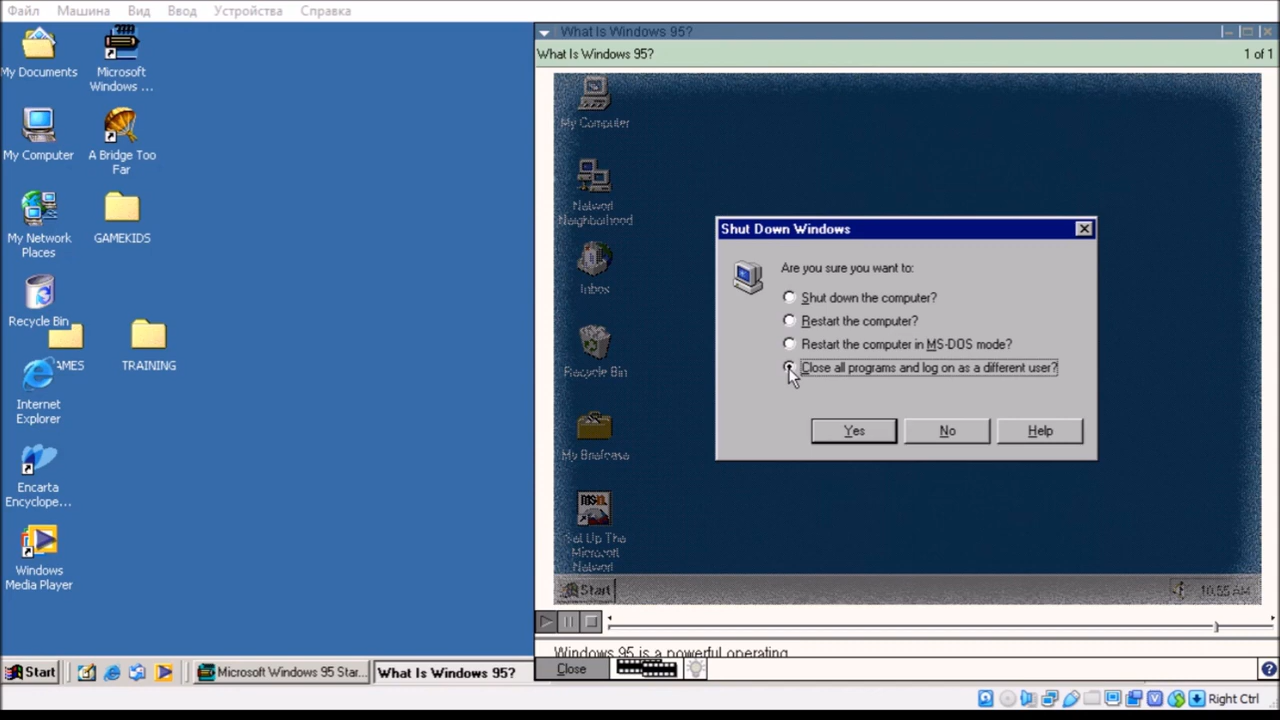 Файл Машина Вид Ввод Устройства Справка
My Documents
Microsoft
Windows ...
My Computer
A Bridge Too
Far
My Network
Places
GAMEKIDS
Recycle Bin
AMES
TRAINING
Internet
Explorer
Encarta
Encyclope...
Windows
Media Player
What Is Windows 95?
What Is Windows 95?
1 of 1
My Computer
Network
Neighborhood
Inbox
Recycle Bin
My Briefcase
msn
Set Up The
Microsoft
Network
Shut Down Windows
Are you sure you want to:
Shut down the computer?
Restart the computer?
Restart the computer in MS-DOS mode?
Close all programs and log on as a different user?
Yes
No
Help
Start
10:55 AM
Windows 95 is a powerful operating
Close
Start
Microsoft Windows 95 Star...
What Is Windows 95?
Right Ctrl